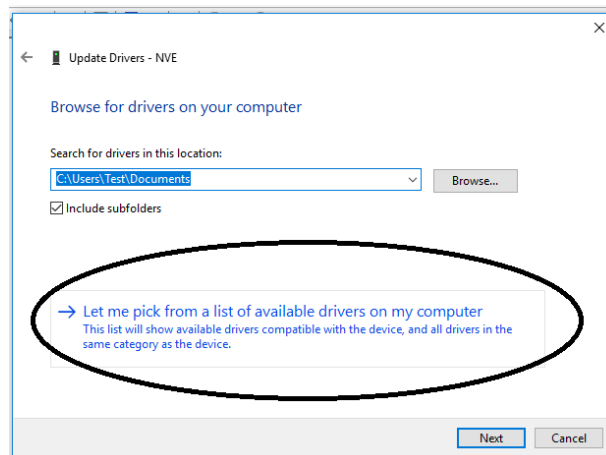 Update Drivers - NVE
Browse for drivers on your computer
Search for drivers in this location:
C:\Users\Test\Documents
Browse...
Include subfolders
Let me pick from a list of available drivers on my computer
This list will show available drivers compatible with the device, and all drivers in the
same category as the device.
Next
Cancel